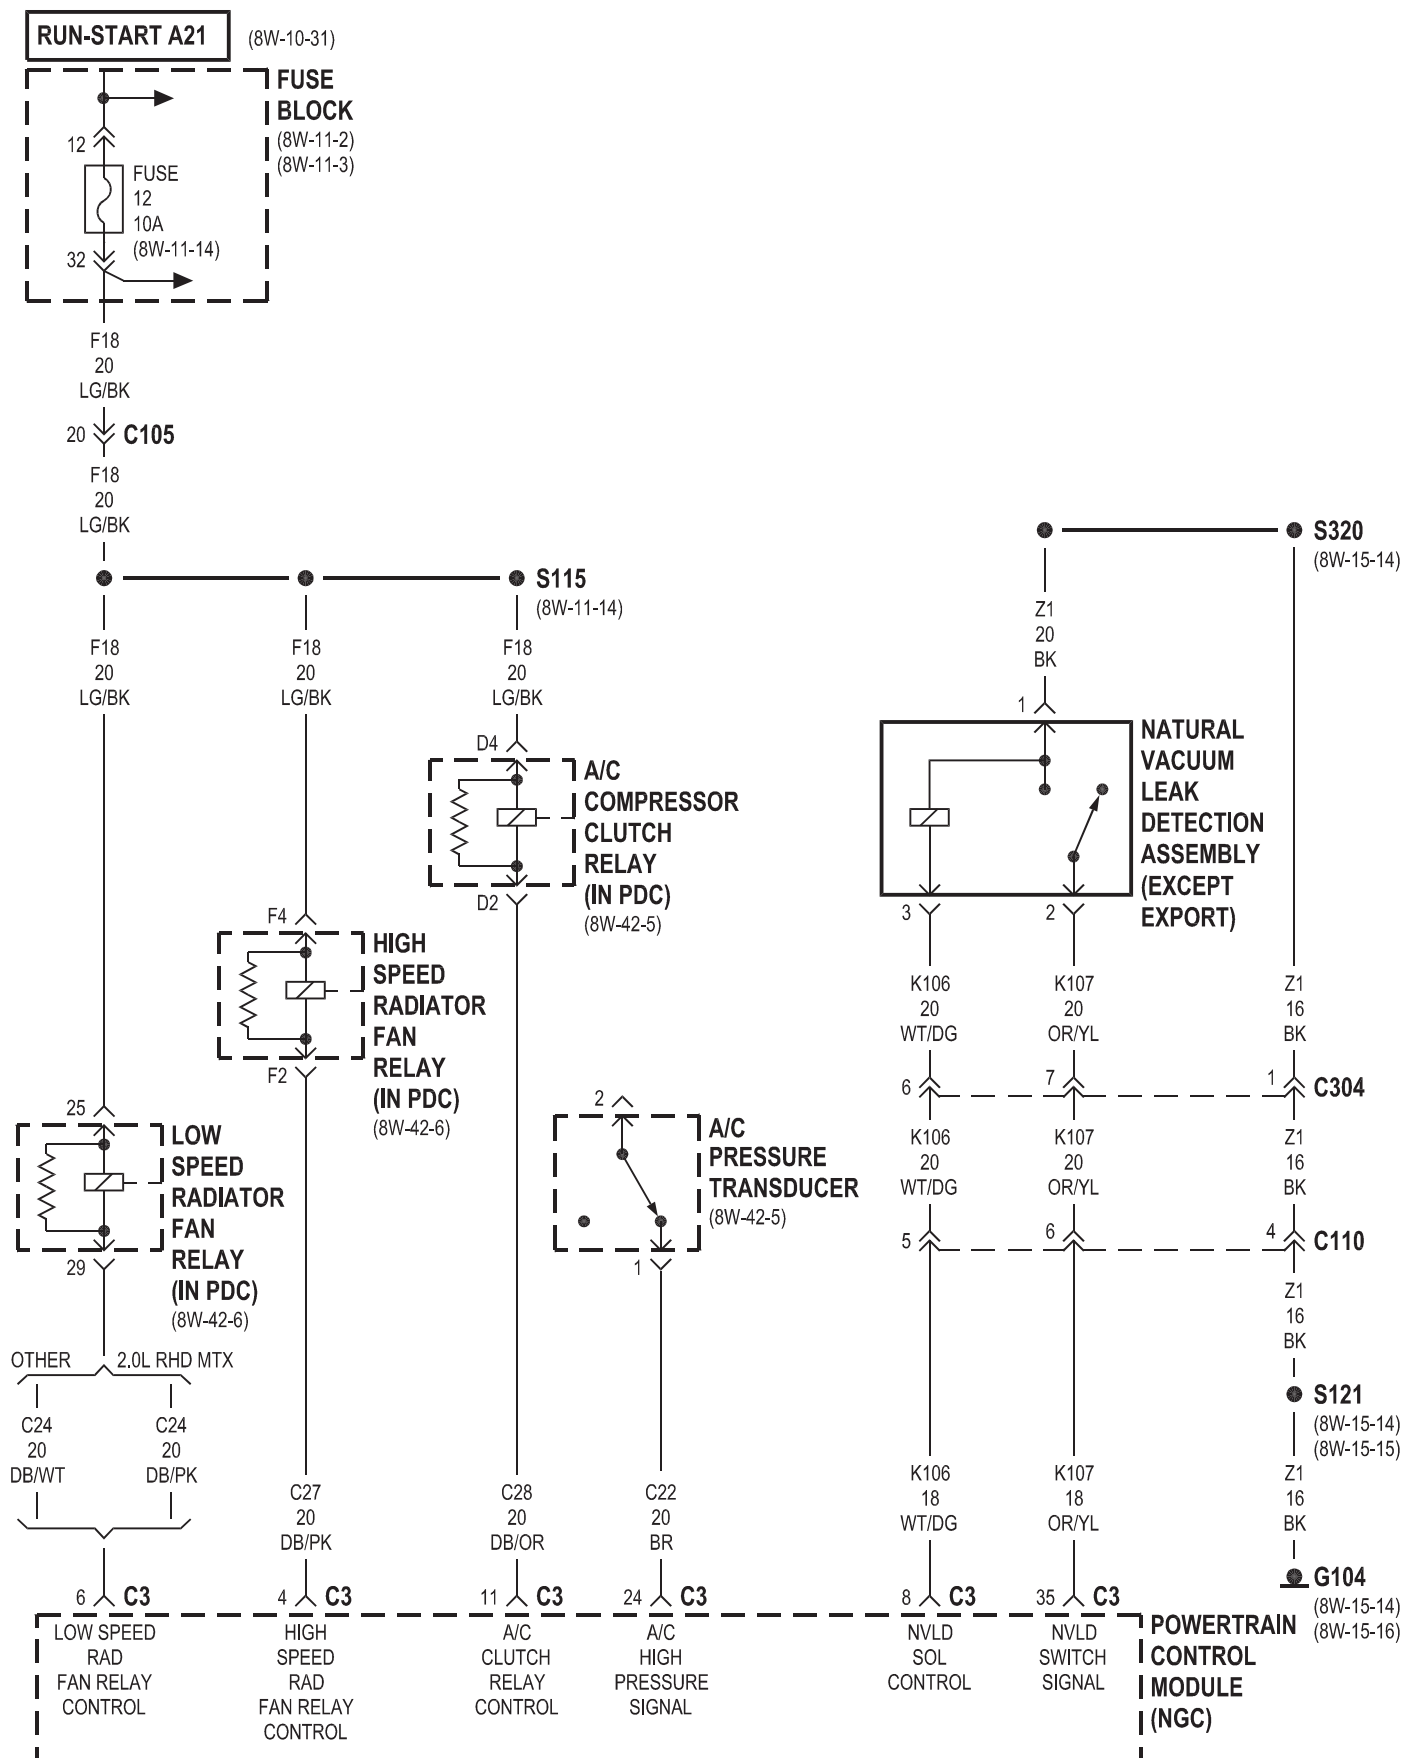 RUN-START A21
(8W-10-31)
FUSE
BLOCK
(8W-11-2)
(8W-11-3)
12
FUSE
12
10A
(8W-11-14)
32
F18
20
LG/BK
20
C105
F18
20
LG/BK
S115
(8W-11-14)
S320
(8W-15-14)
F18
20
LG/BK
F18
20
LG/BK
F18
20
LG/BK
Z1
20
BK
D4
A/C
COMPRESSOR
CLUTCH
RELAY
(IN PDC)
(8W-42-5)
D2
1
NATURAL
VACUUM
LEAK
DETECTION
ASSEMBLY
(EXCEPT
EXPORT)
3
2
F4
HIGH
SPEED
RADIATOR
FAN
RELAY
(IN PDC)
(8W-42-6)
F2
K106
20
WT/DG
K107
20
OR/YL
Z1
16
BK
6
7
1
C304
25
LOW
SPEED
RADIATOR
FAN
RELAY
(IN PDC)
(8W-42-6)
29
2
A/C
PRESSURE
TRANSDUCER
(8W-42-5)
1
K106
20
WT/DG
K107
20
OR/YL
Z1
16
BK
5
6
4
C110
Z1
16
BK
OTHER
2.0L RHD MTX
S121
(8W-15-14)
(8W-15-15)
C24
20
DB/WT
C24
20
DB/PK
C27
20
DB/PK
C28
20
DB/OR
C22
20
BR
K106
18
WT/DG
K107
18
OR/YL
Z1
16
BK
G104
(8W-15-14)
(8W-15-16)
6
C3
4
C3
11
C3
24
C3
8
C3
35
C3
LOW SPEED
RAD
FAN RELAY
CONTROL
HIGH
SPEED
RAD
FAN RELAY
CONTROL
A/C
CLUTCH
RELAY
CONTROL
A/C
HIGH
PRESSURE
SIGNAL
NVLD
SOL
CONTROL
NVLD
SWITCH
SIGNAL
POWERTRAIN
CONTROL
MODULE
(NGC)